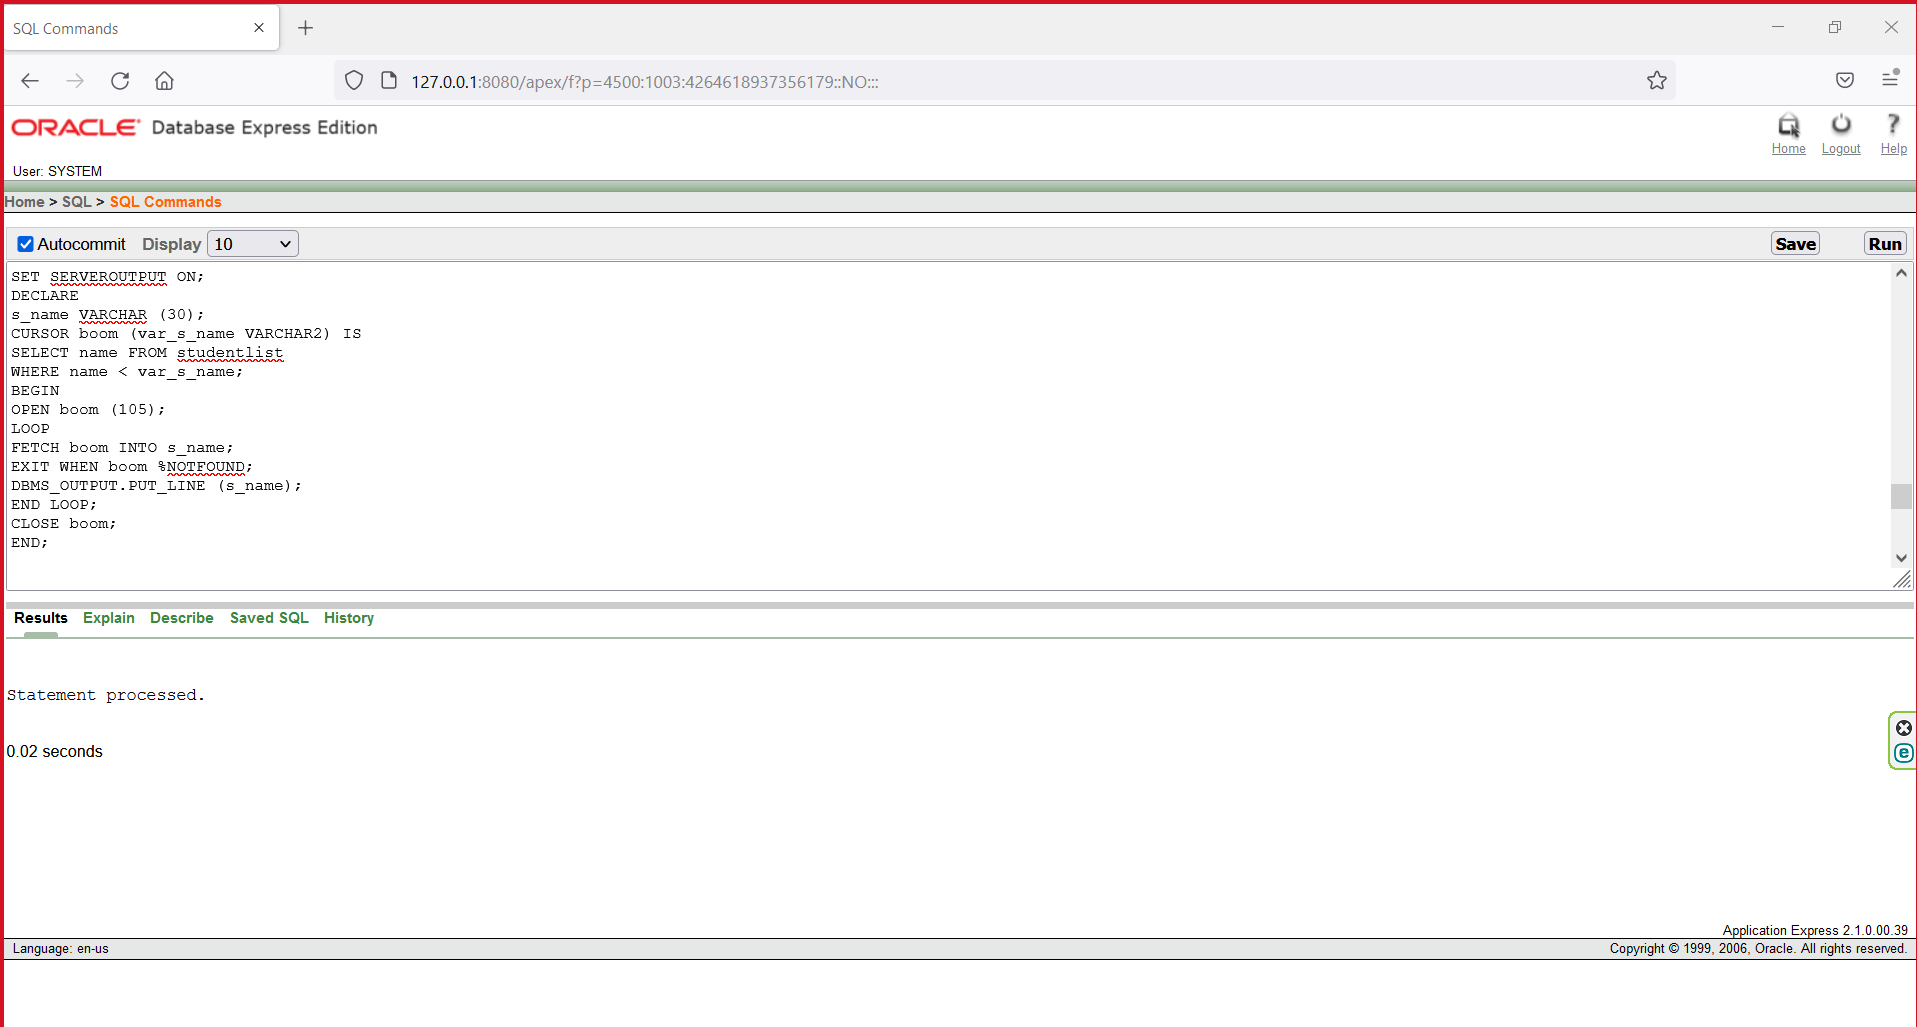 SQL Commands
127.0.0.1:8080/apex/f?p=4500:1003:4264618937356179::NO:::
ORACLE Database Express Edition
Home Logout Help
User: SYSTEM
Home > SQL > SQL Commands
Autocommit Display 10 Save Run
SET SERVEROUTPUT ON;
DECLARE
s_name VARCHAR (30);
CURSOR boom (var_s_name VARCHAR2) IS
SELECT name FROM studentlist
WHERE name < var_s_name;
BEGIN
OPEN boom (105);
LOOP
FETCH boom INTO s_name;
EXIT WHEN boom %NOTFOUND;
DBMS_OUTPUT.PUT_LINE (s_name);
END LOOP;
CLOSE boom;
END;
Results Explain Describe Saved SQL History
Statement processed.
0.02 seconds
Application Express 2.1.0.00.39
Language: en-us Copyright © 1999, 2006, Oracle. All rights reserved.